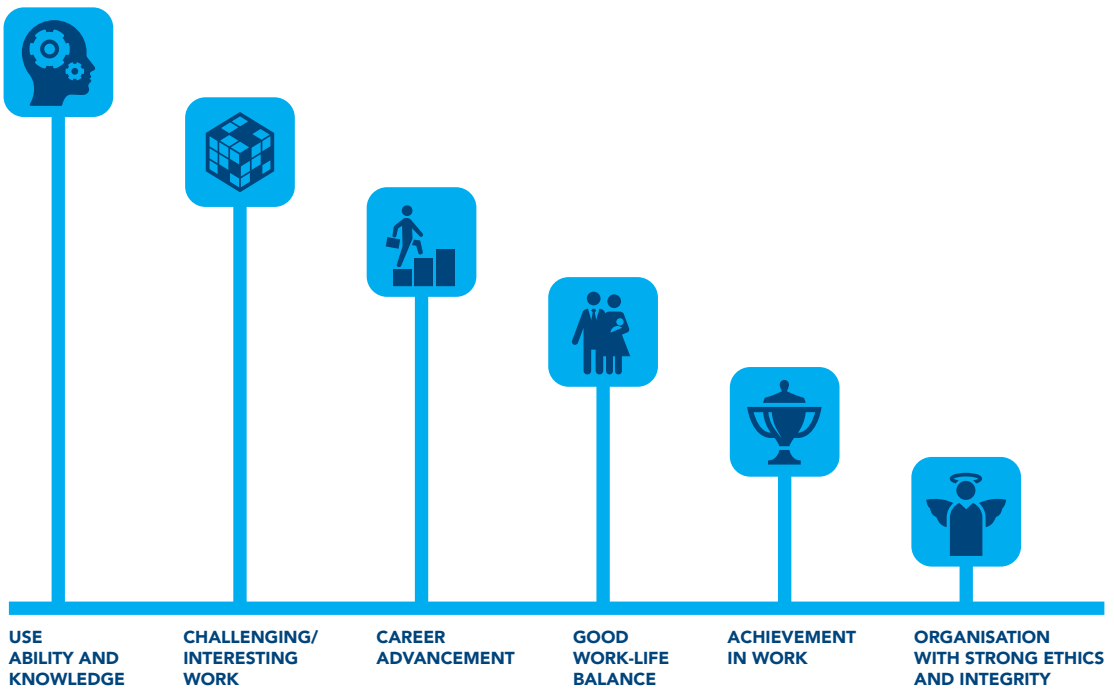 USE
ABILITY AND
KNOWLEDGE
CHALLENGING/
INTERESTING
WORK
CAREER
ADVANCEMENT
GOOD
WORK-LIFE
BALANCE
ACHIEVEMENT
IN WORK
ORGANISATION
WITH STRONG ETHICS
AND INTEGRITY